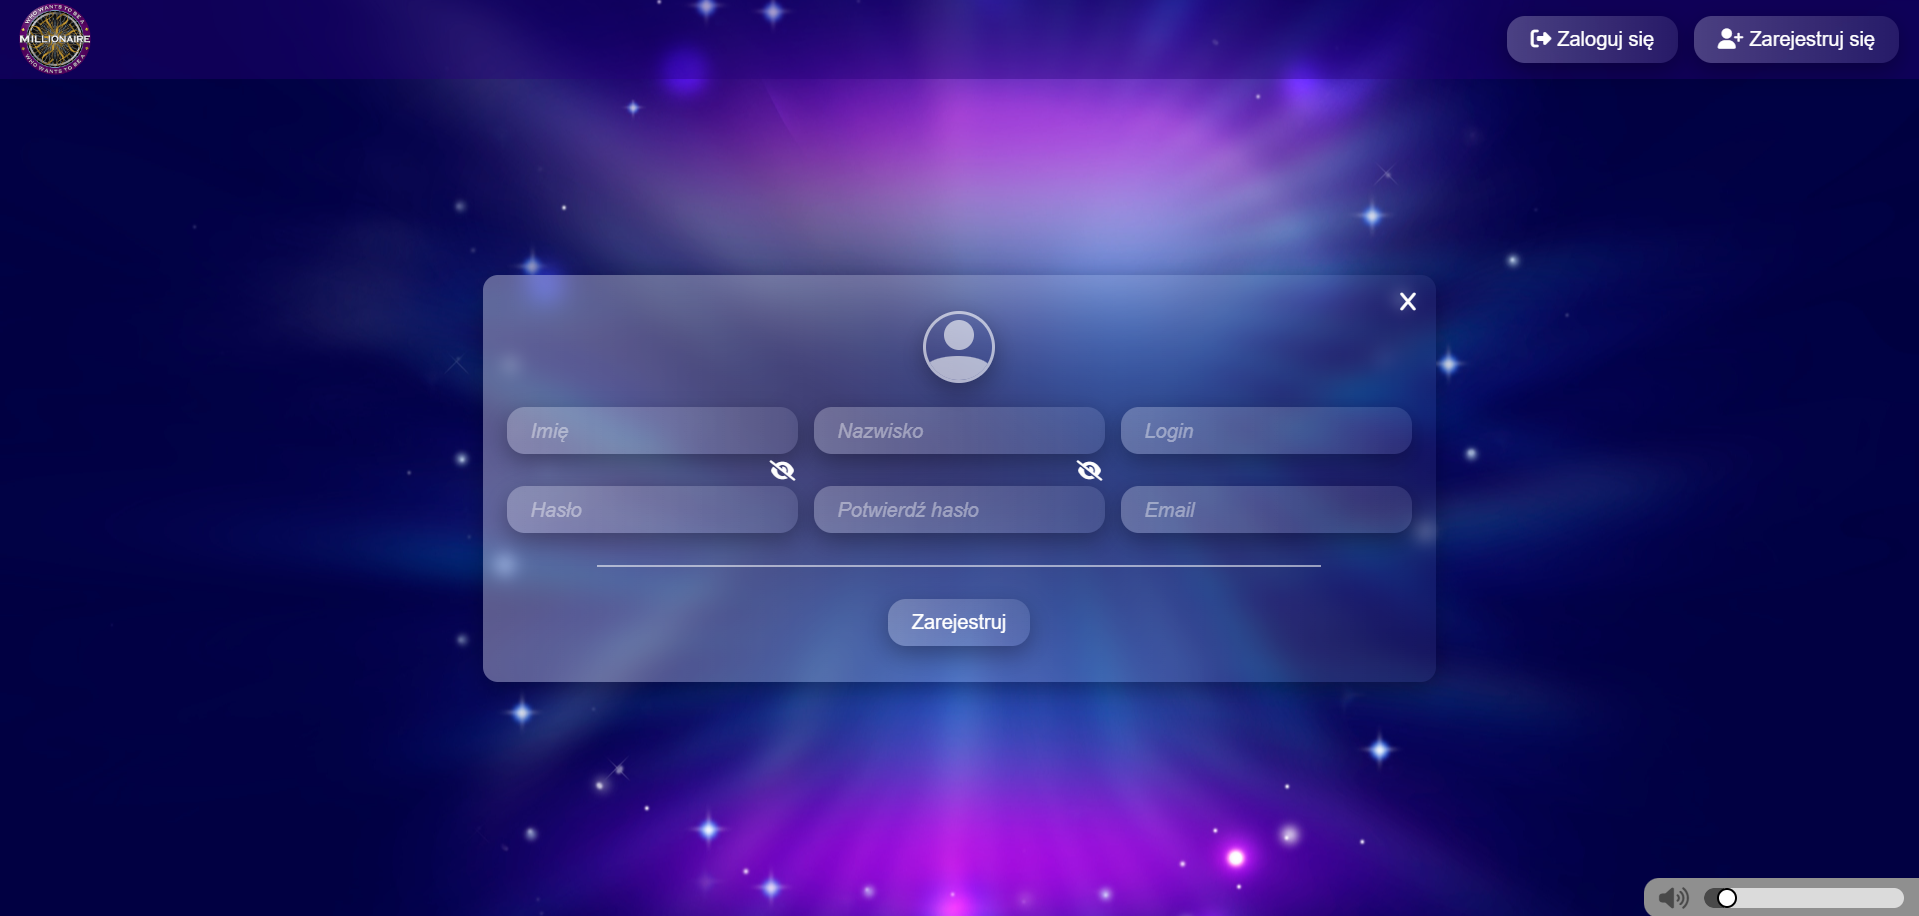 WHO WANTS TO BE A
MILLIONAIRE
WHO WANTS TO BE A
Zaloguj się
Zarejestruj się
X
Imię
Nazwisko
Login
Hasło
Potwierdź hasło
Email
Zarejestruj